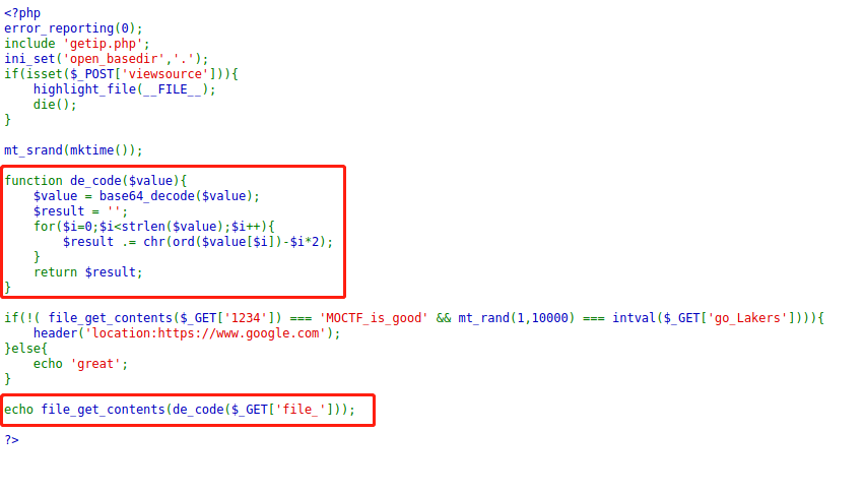 <?php
error_reporting(0);
include 'getip.php';
ini_set('open_basedir','.');
if(isset($_POST['viewsource'])){
    highlight_file(__FILE__);
    die();
}

mt_srand(mktime());

function de_code($value){
    $value = base64_decode($value);
    $result = '';
    for($i=0;$i<strlen($value);$i++){
        $result .= chr(ord($value[$i])-$i*2);
    }
    return $result;
}

if(!( file_get_contents($_GET['1234']) === 'MOCTF_is_good' && mt_rand(1,10000) === intval($_GET['go_Lakers']))){
    header('location:https://www.google.com');
}else{
    echo 'great';
}

echo file_get_contents(de_code($_GET['file_']));

?>